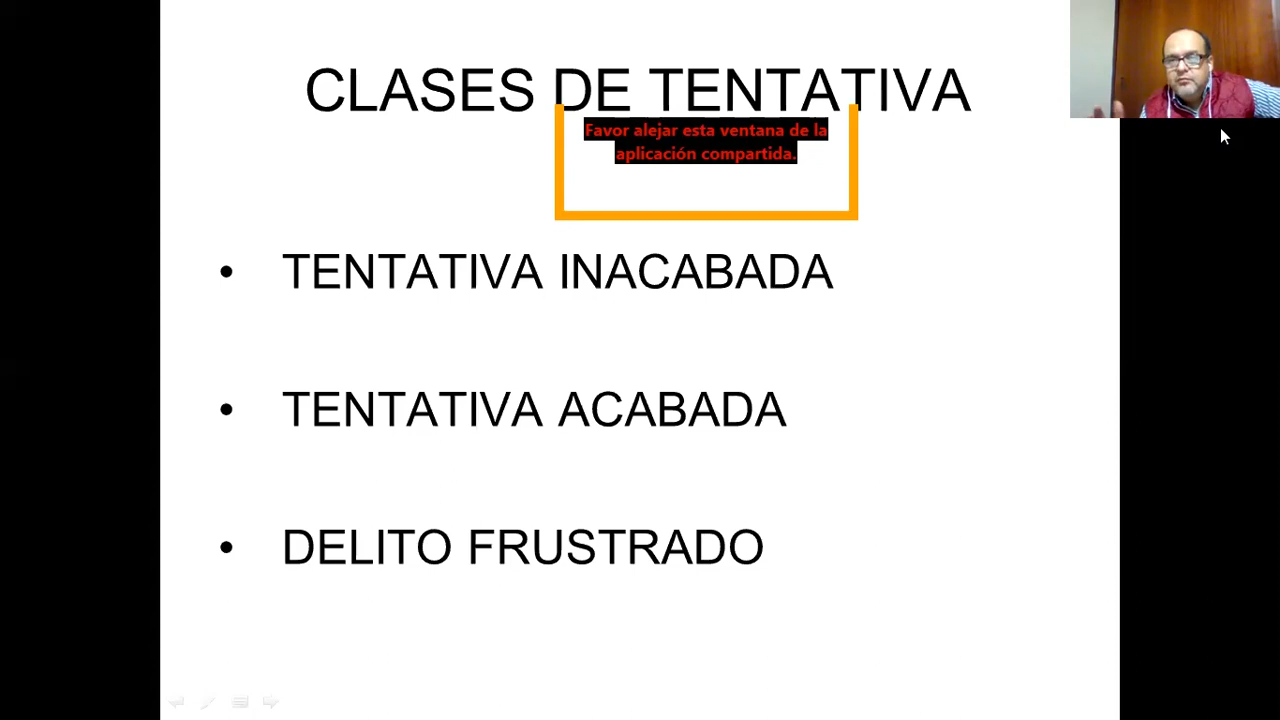 CLASES DE TENTATIVA
Favor alejar esta ventana de la
aplicación compartida.
• TENTATIVA INACABADA
• TENTATIVA ACABADA
• DELITO FRUSTRADO